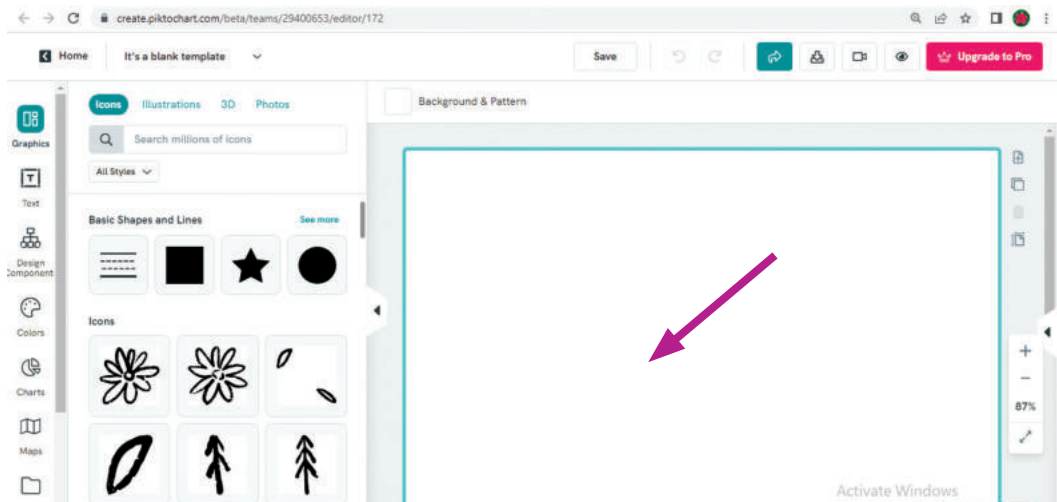 create.piktochart.com/beta/teams/29400653/editor/172
Home
It's a blank template
Save
Upgrade to Pro
Graphics
Text
Design
Component
Colors
Charts
Maps
Icons
Illustrations
3D
Photos
Search millions of icons
All Styles
Basic Shapes and Lines
See more
Icons
Background & Pattern
87%
Activate Windows